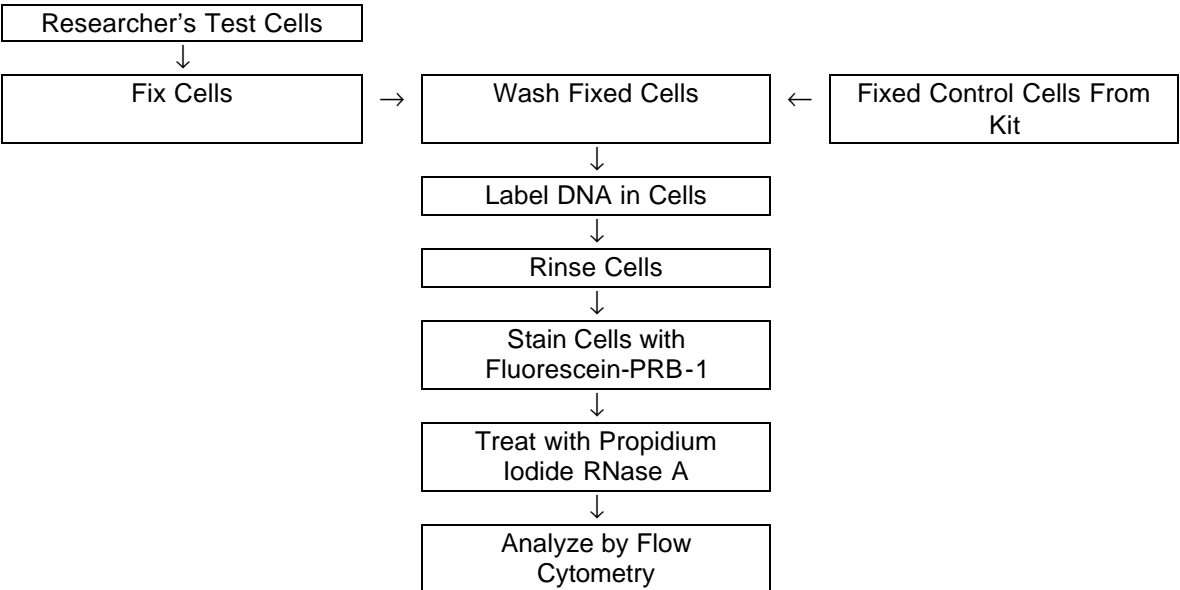 Researcher's Test Cells
↓
Fix Cells → Wash Fixed Cells ← Fixed Control Cells From
Kit
↓
Label DNA in Cells
↓
Rinse Cells
↓
Stain Cells with
Fluorescein-PRB-1
↓
Treat with Propidium
Iodide RNase A
↓
Analyze by Flow
Cytometry